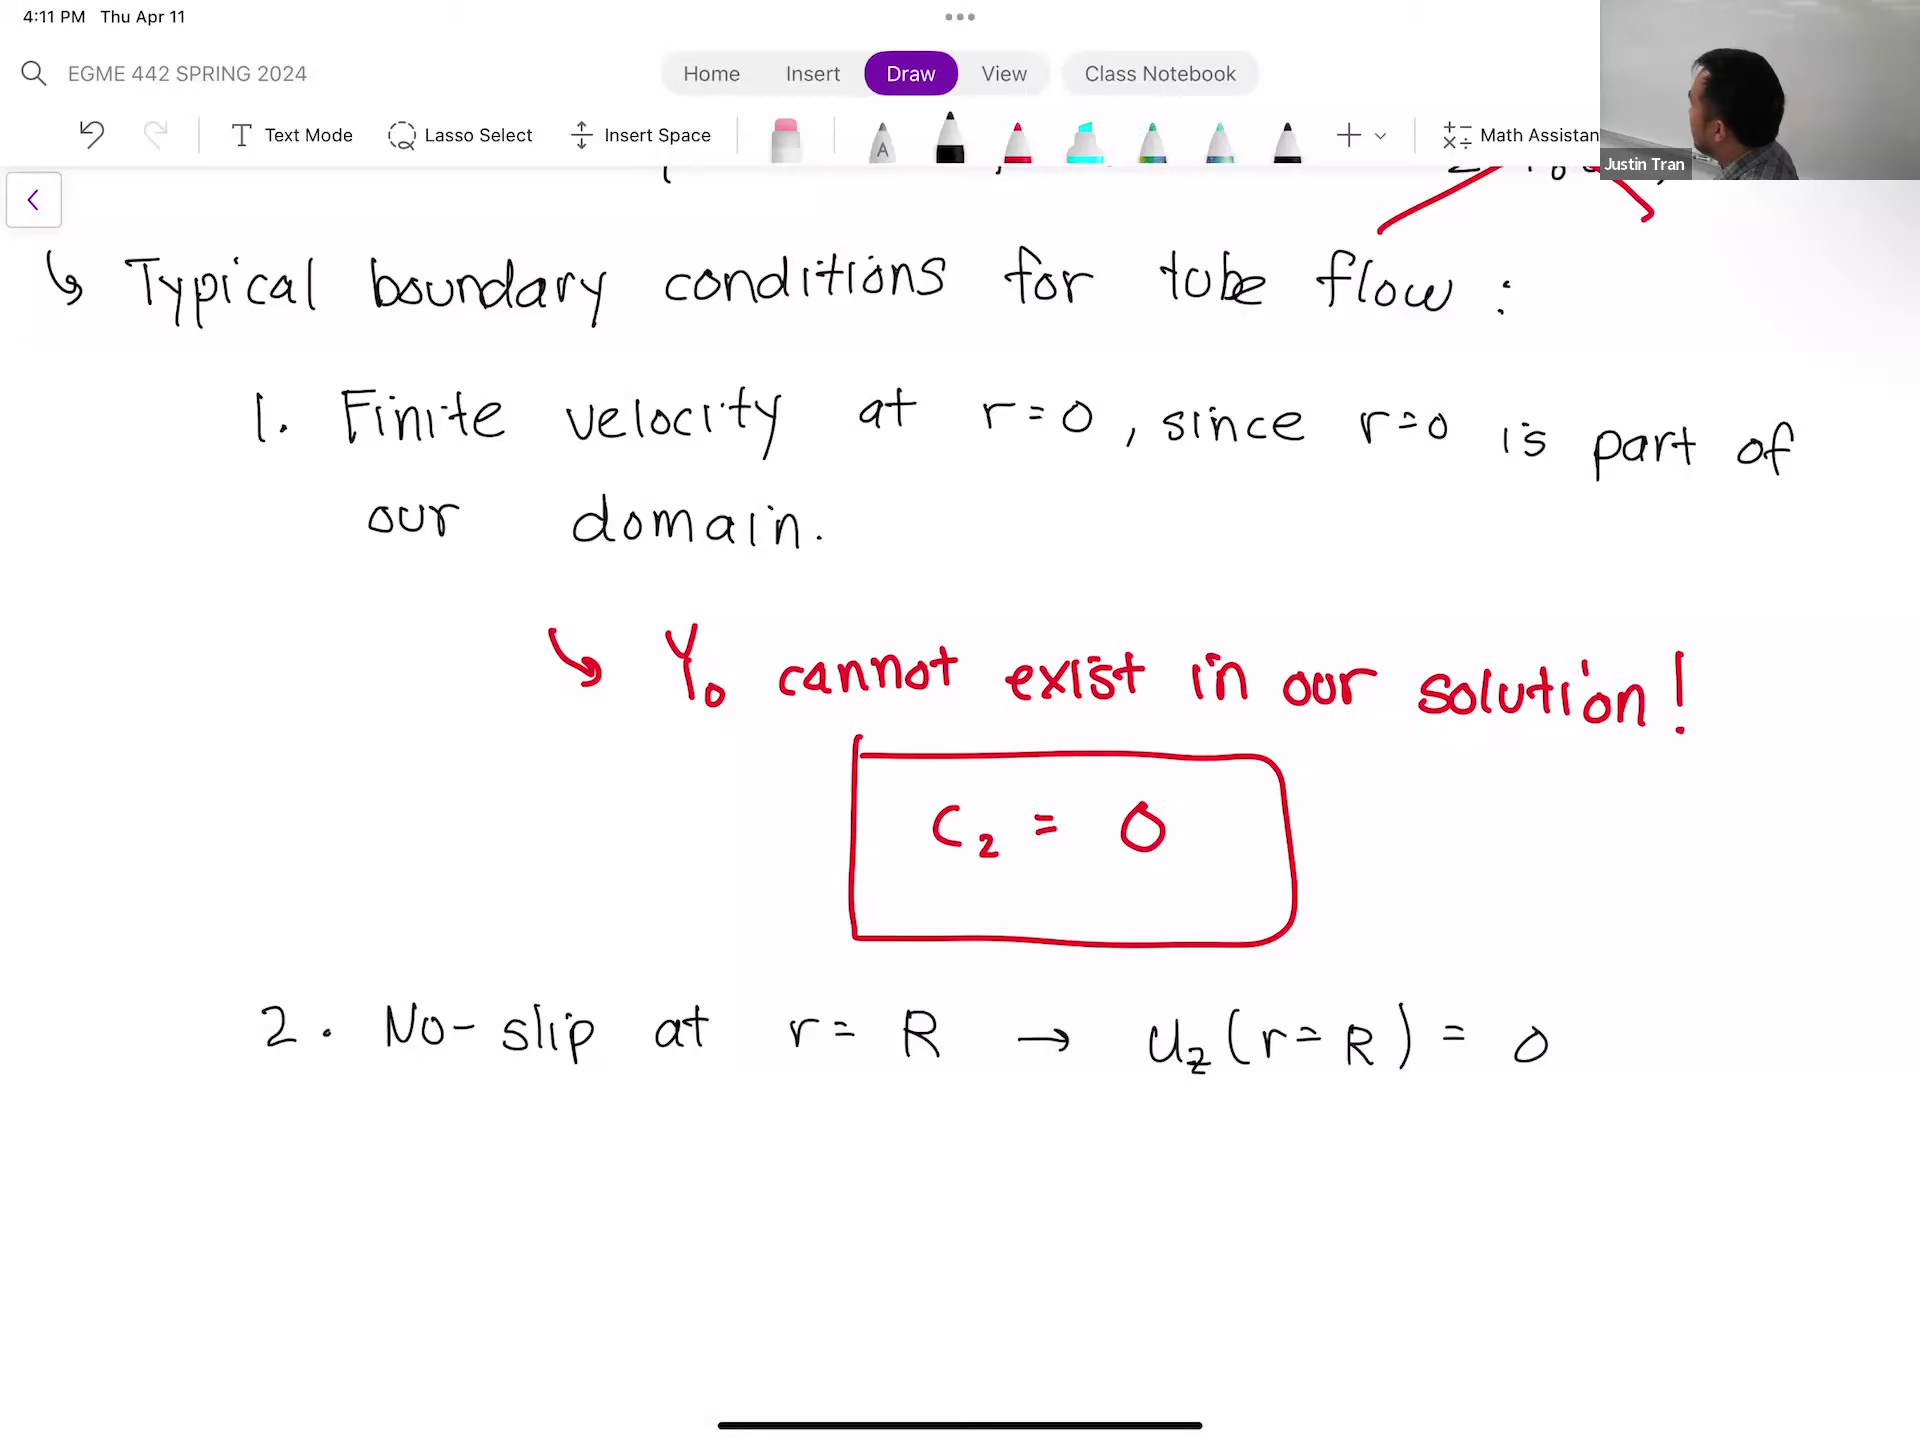 4:11 PM Thu Apr 11
EGME 442 SPRING 2024
Home Insert Draw View Class Notebook
Text Mode Lasso Select Insert Space A Math Assistan
Justin Tran
↳ Typical boundary conditions for tube flow :
1. Finite velocity at r=0, since r=0 is part of
our domain.
↳ Y₀ cannot exist in our solution!
C₂ = 0
2. No-slip at r= R → u_z(r=R) = 0